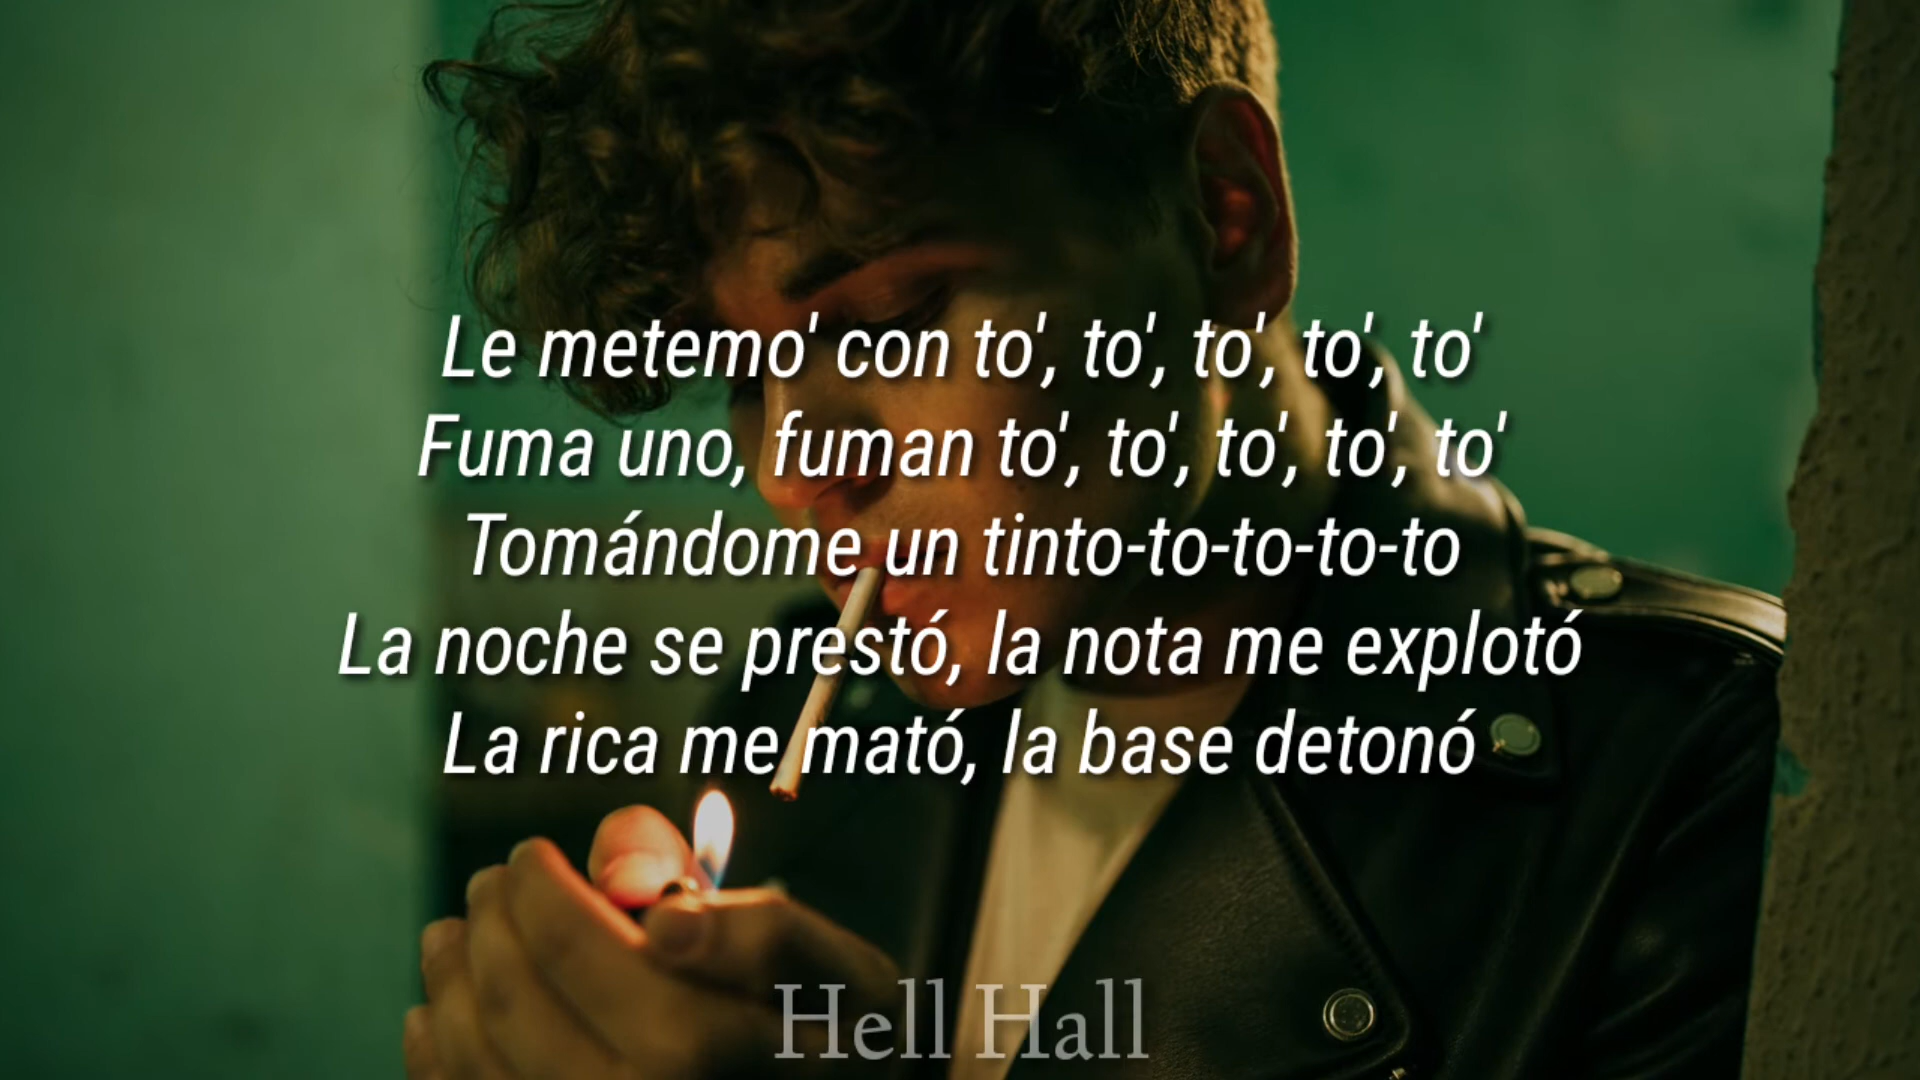 Le metemo' con to', to', to', to', to'
Fuma uno, fuman to', to', to', to', to'
Tomándome un tinto-to-to-to-to
La noche se prestó, la nota me explotó
La rica me mató, la base detonó
Hell Hall